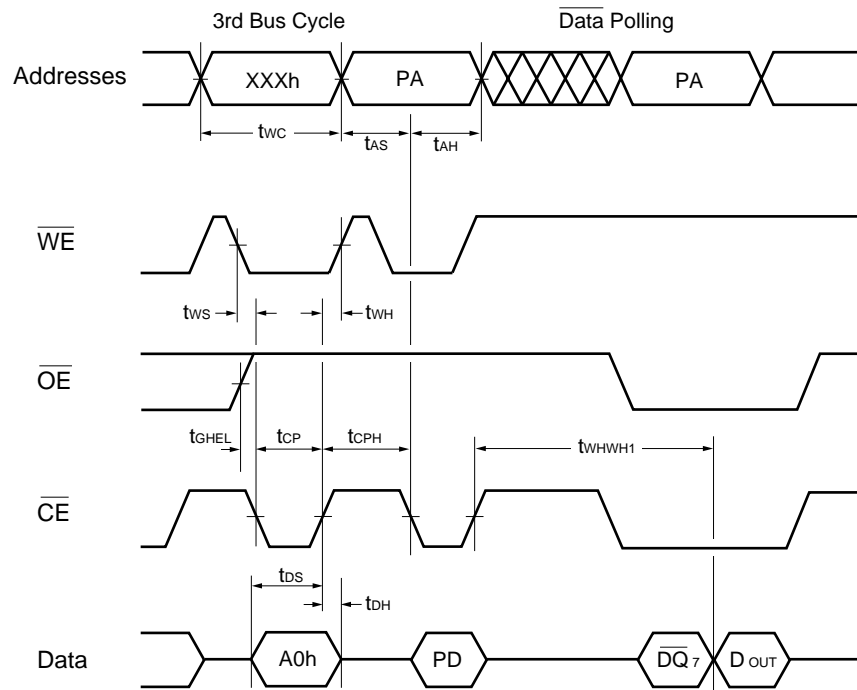 3rd Bus Cycle Data Polling
Addresses XXXh PA PA
tWC tAS tAH
WE
tWS tWH
OE
tGHEL tCP tCPH tWHWH1
CE
tDS
tDH
Data A0h PD DQ7 DOUT